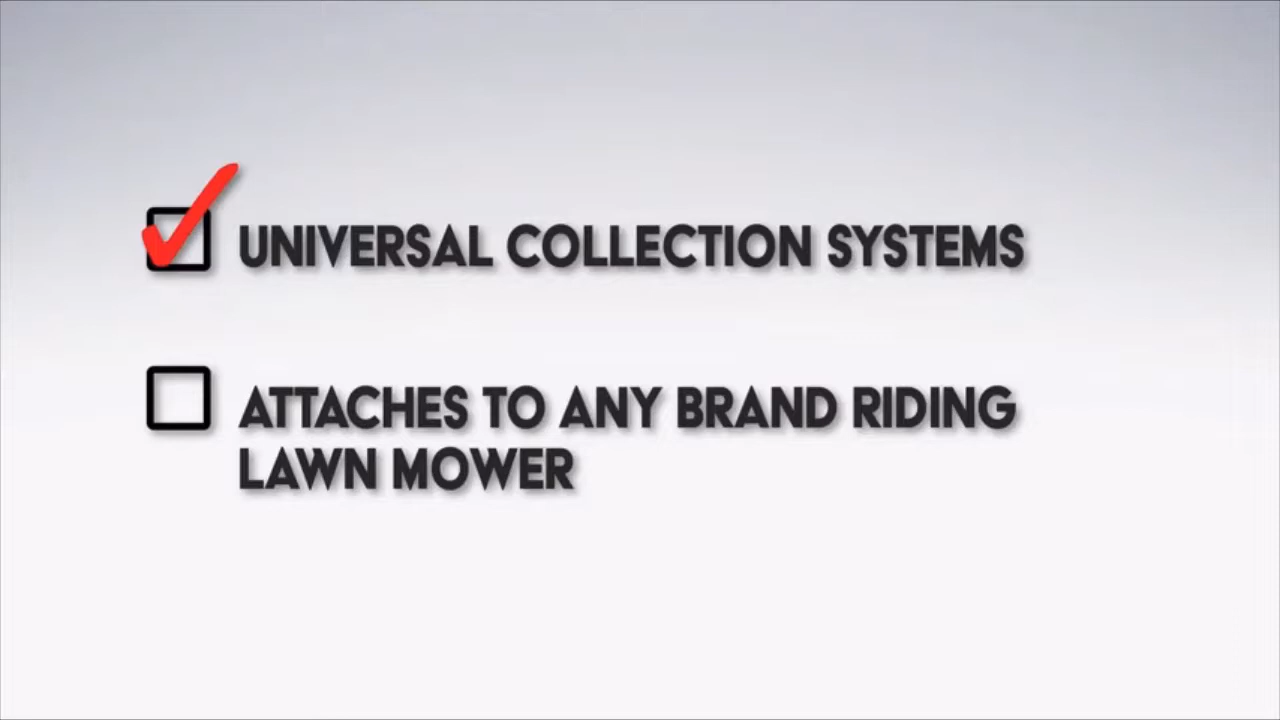 UNIVERSAL COLLECTION SYSTEMS
ATTACHES TO ANY BRAND RIDING
LAWN MOWER